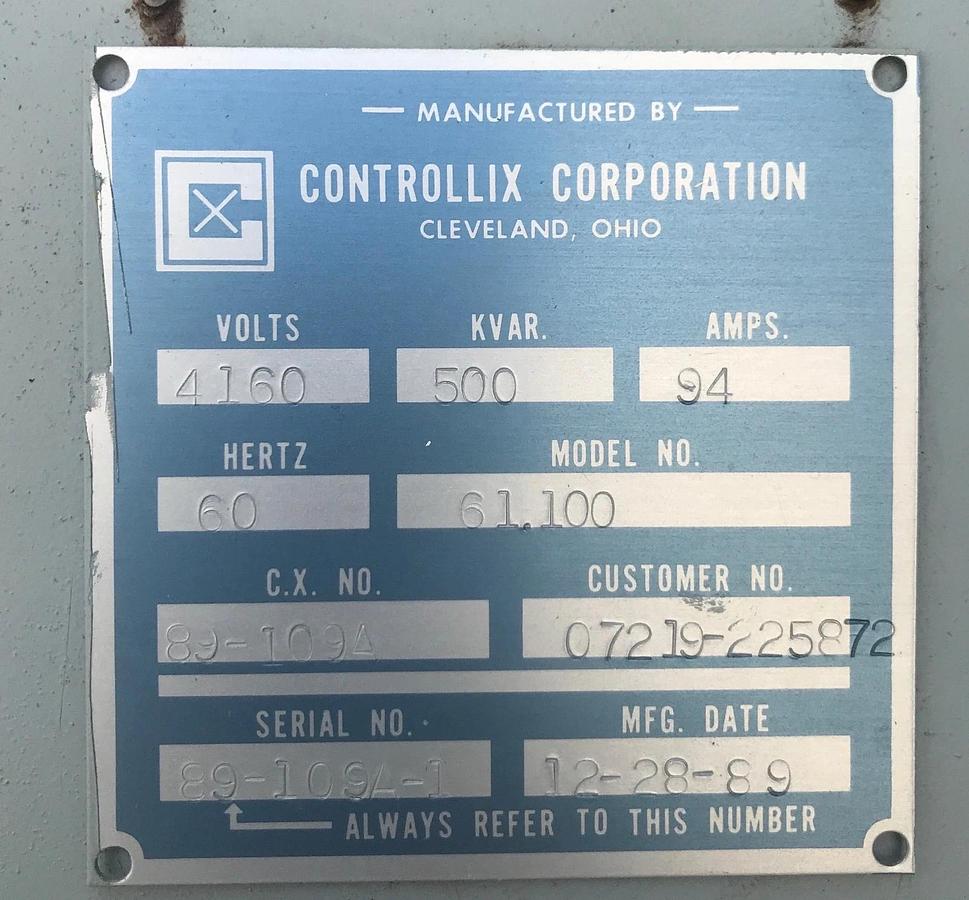 MANUFACTURED BY
CONTROLLIX CORPORATION
CLEVELAND, OHIO
VOLTS KVAR. AMPS.
4160 500 94
HERTZ MODEL NO.
60 61.100
C.X. NO. CUSTOMER NO.
89-109A 07219-225872
SERIAL NO. MFG. DATE
89-109A-1 12-28-89
ALWAYS REFER TO THIS NUMBER